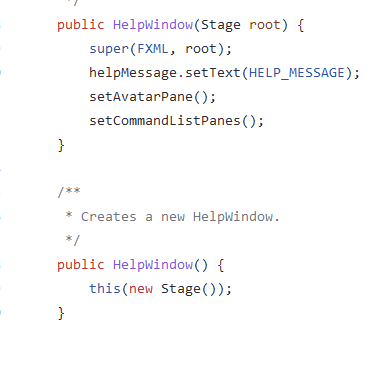 */
public HelpWindow(Stage root) {
super(FXML, root);
helpMessage.setText(HELP_MESSAGE);
setAvatarPane();
setCommandListPanes();
}
/**
* Creates a new HelpWindow.
*/
public HelpWindow() {
this(new Stage());
}